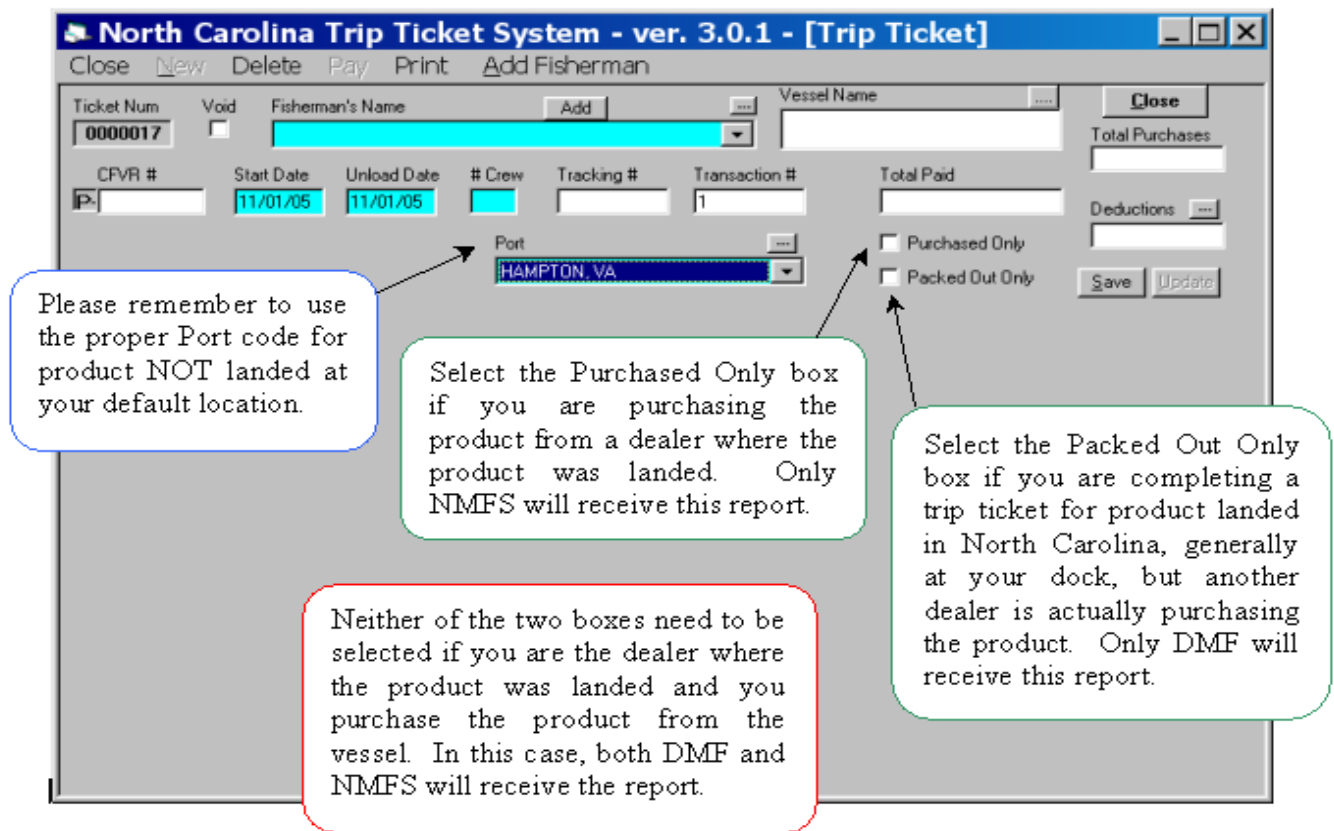 North Carolina Trip Ticket System - ver. 3.0.1 - [Trip Ticket]
Close New Delete Pay Print Add Fisherman
Ticket Num Void Fisherman's Name Add ... Vessel Name .... Close
0000017
Total Purchases
CFVR # Start Date Unload Date # Crew Tracking # Transaction # Total Paid
P- 11/01/05 11/01/05 1
Deductions ...
Port ...
HAMPTON, VA
Purchased Only
Packed Out Only
Save Update
Please remember to use
the proper Port code for
product NOT landed at
your default location.
Select the Purchased Only box
if you are purchasing the
product from a dealer where the
product was landed. Only
NMFS will receive this report.
Select the Packed Out Only
box if you are completing a
trip ticket for product landed
in North Carolina, generally
at your dock, but another
dealer is actually purchasing
the product. Only DMF will
receive this report.
Neither of the two boxes need to be
selected if you are the dealer where
the product was landed and you
purchase the product from the
vessel. In this case, both DMF and
NMFS will receive the report.